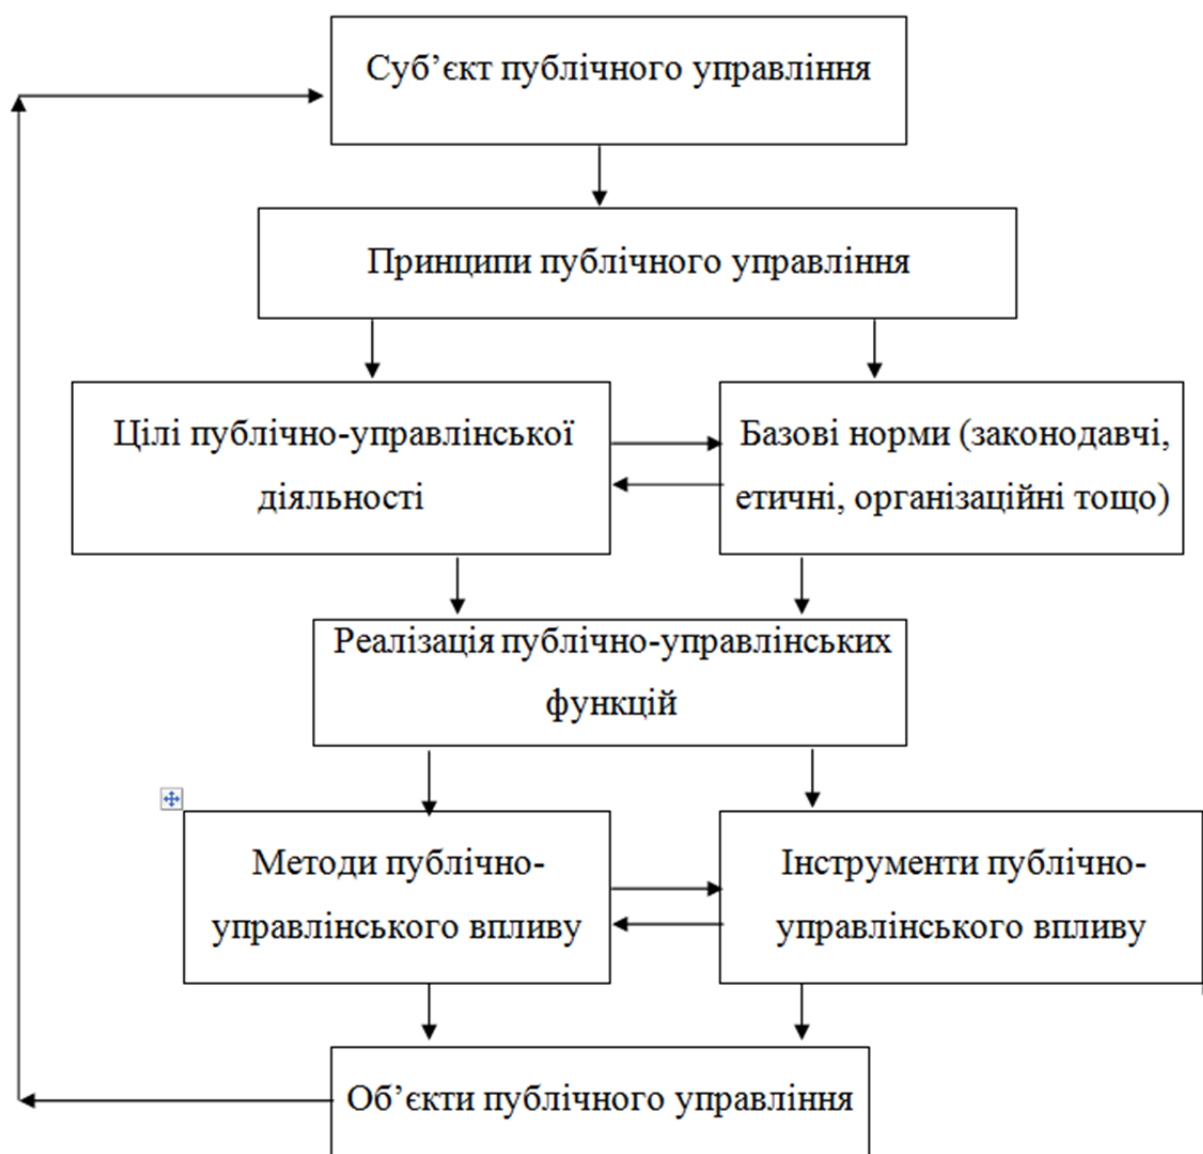 Суб’єкт публічного управління
Принципи публічного управління
Цілі публічно-управлінської
діяльності
Базові норми (законодавчі,
етичні, організаційні тощо)
Реалізація публічно-управлінських
функцій
Методи публічно-
управлінського впливу
Інструменти публічно-
управлінського впливу
Об’єкти публічного управління